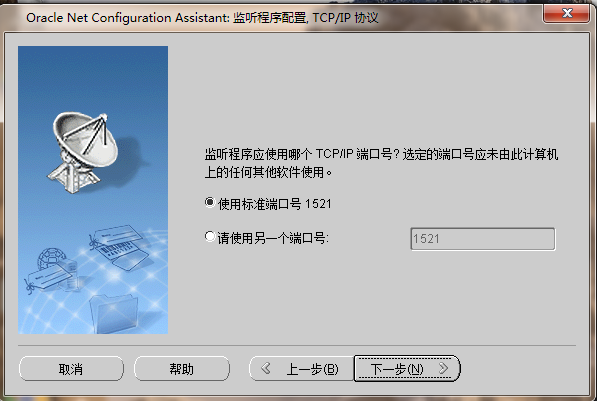 Oracle Net Configuration Assistant: 监听程序配置, TCP/IP 协议
监听程序应使用哪个 TCP/IP 端口号? 选定的端口号应未由此计算机
上的任何其他软件使用。
使用标准端口号 1521
请使用另一个端口号: 1521
取消 帮助 上一步(B) 下一步(N)